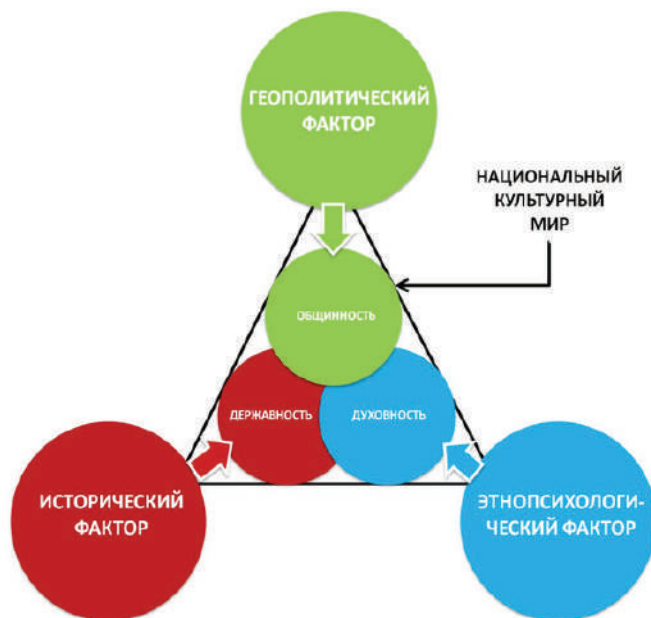 ГЕОПОЛИТИЧЕСКИЙ
ФАКТОР
НАЦИОНАЛЬНЫЙ
КУЛЬТУРНЫЙ
МИР
ОБЩИННОСТЬ
ДЕРЖАВНОСТЬ
ДУХОВНОСТЬ
ИСТОРИЧЕСКИЙ
ФАКТОР
ЭТНОПСИХОЛОГИ-
ЧЕСКИЙ ФАКТОР